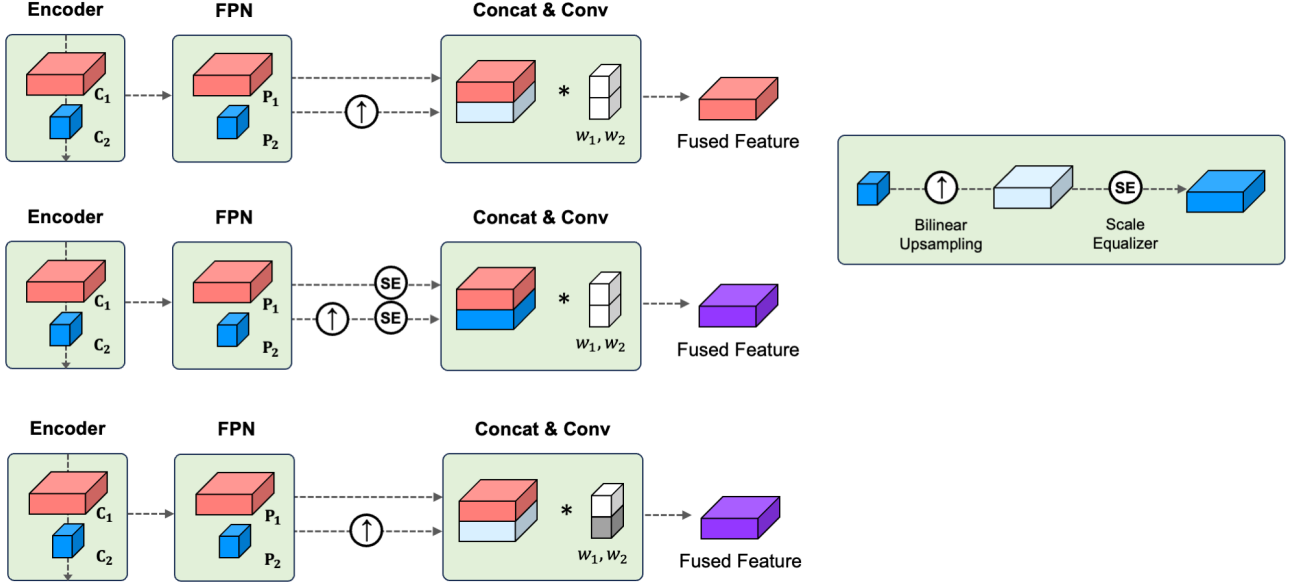 Encoder
FPN
Concat & Conv
C₁
C₂
P₁
P₂
↑
*
w₁, w₂
Fused Feature
↑
SE
Bilinear
Upsampling
Scale
Equalizer
Encoder
FPN
Concat & Conv
C₁
C₂
P₁
P₂
↑
SE
SE
*
w₁, w₂
Fused Feature
Encoder
FPN
Concat & Conv
C₁
C₂
P₁
P₂
↑
*
w₁, w₂
Fused Feature